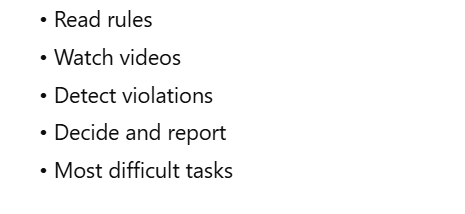 • Read rules
• Watch videos
• Detect violations
• Decide and report
• Most difficult tasks